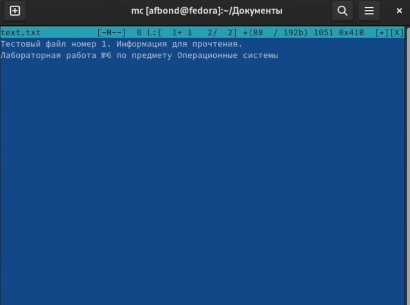 mc [afbond@fedora]:~/Документы
text.txt [-M--] 0 L:[ 1+ 1 2/ 2] *(88 / 192b) 1051 0x41B [*][X]
Тестовый файл номер 1. Информация для прочтения.
Лабораторная работа №6 по предмету Операционные системы